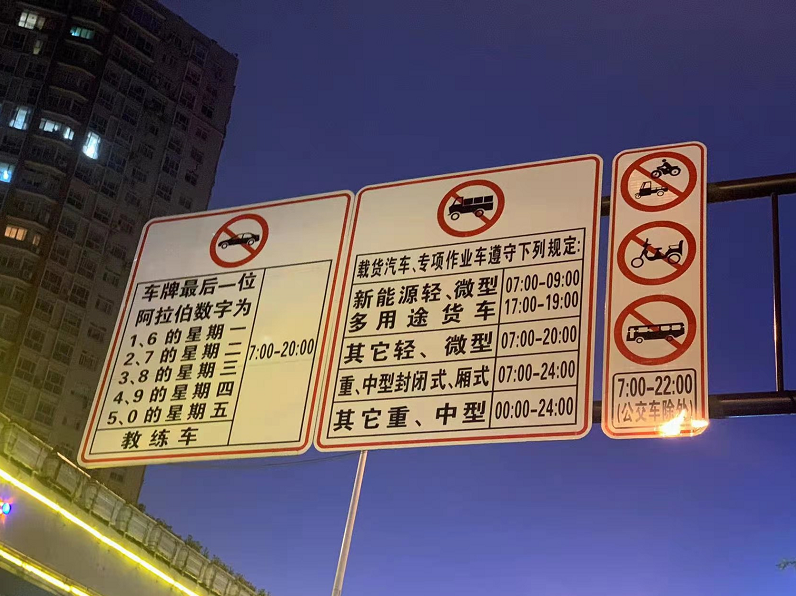 车牌最后一位
阿拉伯数字为
1、6的星期一
2、7的星期二
3、8的星期三
4、9的星期四
5、0的星期五
7:00-20:00
教练车
载货汽车、专项作业车遵守下列规定:
新能源轻、微型
多用途货车
07:00-09:00
17:00-19:00
其它轻、微型
07:00-20:00
重、中型封闭式、厢式
07:00-24:00
其它重、中型
00:00-24:00
7:00-22:00
(公交车除外)